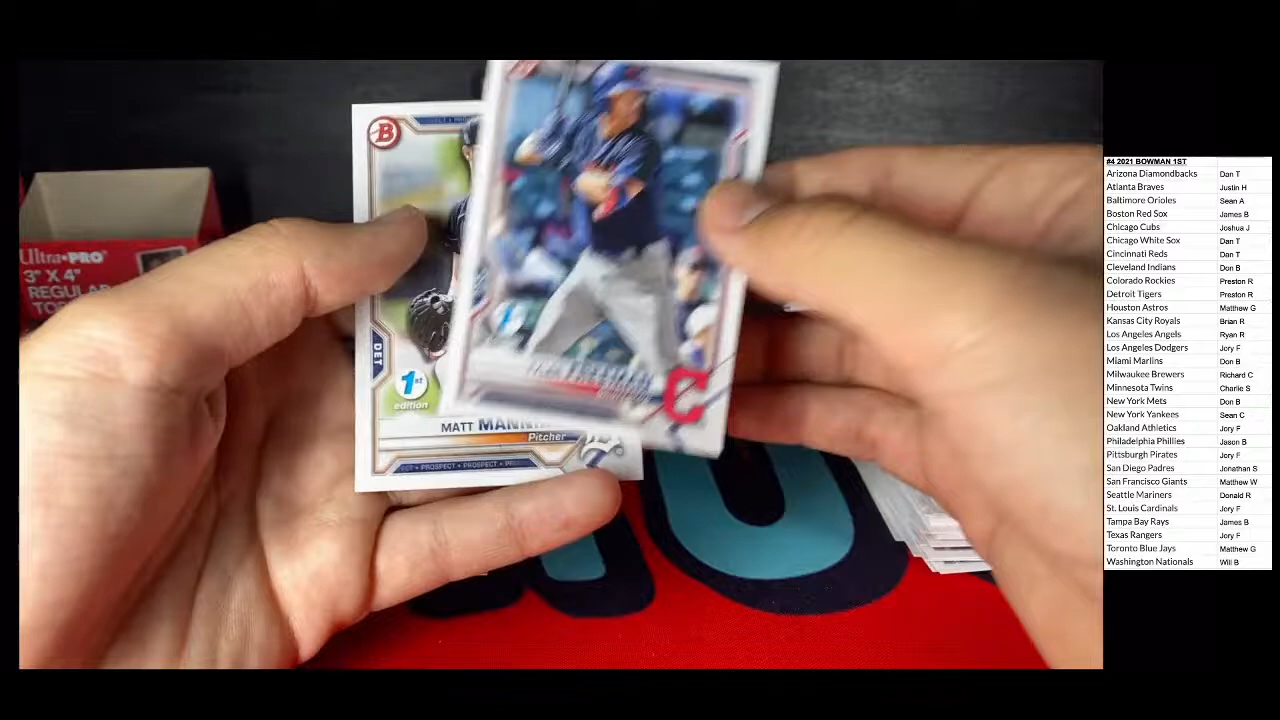 B
DET
1st
edition
MATT
Pitcher
PROSPECT • PROSPECT
FREEMAN
C
Ultra•PRO
3" X 4"
#4 2021 BOWMAN 1ST
Arizona Diamondbacks Dan T
Atlanta Braves Justin H
Baltimore Orioles Sean A
Boston Red Sox James B
Chicago Cubs Joshua J
Chicago White Sox Dan T
Cincinnati Reds Dan T
Cleveland Indians Don B
Colorado Rockies Preston R
Detroit Tigers Preston R
Houston Astros Matthew G
Kansas City Royals Brian R
Los Angeles Angels Ryan R
Los Angeles Dodgers Jory F
Miami Marlins Don B
Milwaukee Brewers Richard C
Minnesota Twins Charlie S
New York Mets Don B
New York Yankees Sean C
Oakland Athletics Jory F
Philadelphia Phillies Jason B
Pittsburgh Pirates Jory F
San Diego Padres Jonathan S
San Francisco Giants Matthew W
Seattle Mariners Donald R
St. Louis Cardinals Jory F
Tampa Bay Rays James B
Texas Rangers Jory F
Toronto Blue Jays Matthew G
Washington Nationals Will B